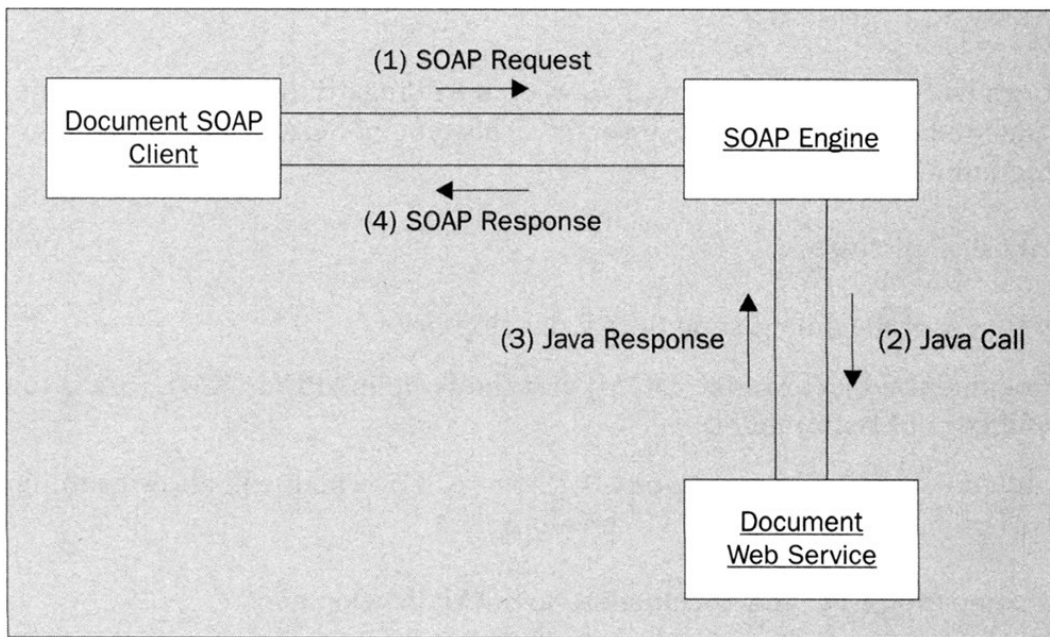 (1) SOAP Request
Document SOAP
Client
SOAP Engine
(4) SOAP Response
(3) Java Response
(2) Java Call
Document
Web Service